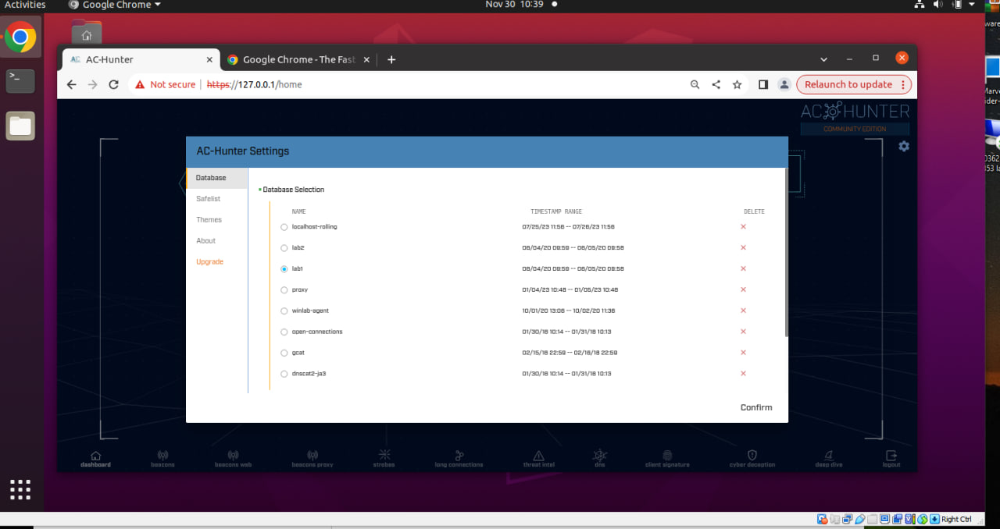 Activities
Google Chrome
Nov 30 10:39
AC-Hunter
Google Chrome - The Fast
Not secure
https://127.0.0.1/home
Relaunch to update
AC HUNTER
COMMUNITY EDITION
AC-Hunter Settings
Database
Safelist
Themes
About
Upgrade
Database Selection
NAME TIMESTAMP RANGE DELETE
localhost-rolling 07/25/23 11:56 -- 07/26/23 11:56
lab2 06/04/20 09:59 -- 06/05/20 09:58
lab1 06/04/20 09:59 -- 06/05/20 09:58
proxy 01/04/23 10:48 -- 01/05/23 10:48
winlab-agent 10/01/20 13:06 -- 10/02/20 11:36
open-connections 01/30/18 10:14 -- 01/31/18 10:13
gcat 02/15/18 22:59 -- 02/16/18 22:59
dnscat2-ja3 01/30/18 10:14 -- 01/31/18 10:13
Confirm
dashboard beacons beacons web beacons proxy strobes long connections threat intel dns client signature cyber deception deep dive logout
Right Ctrl